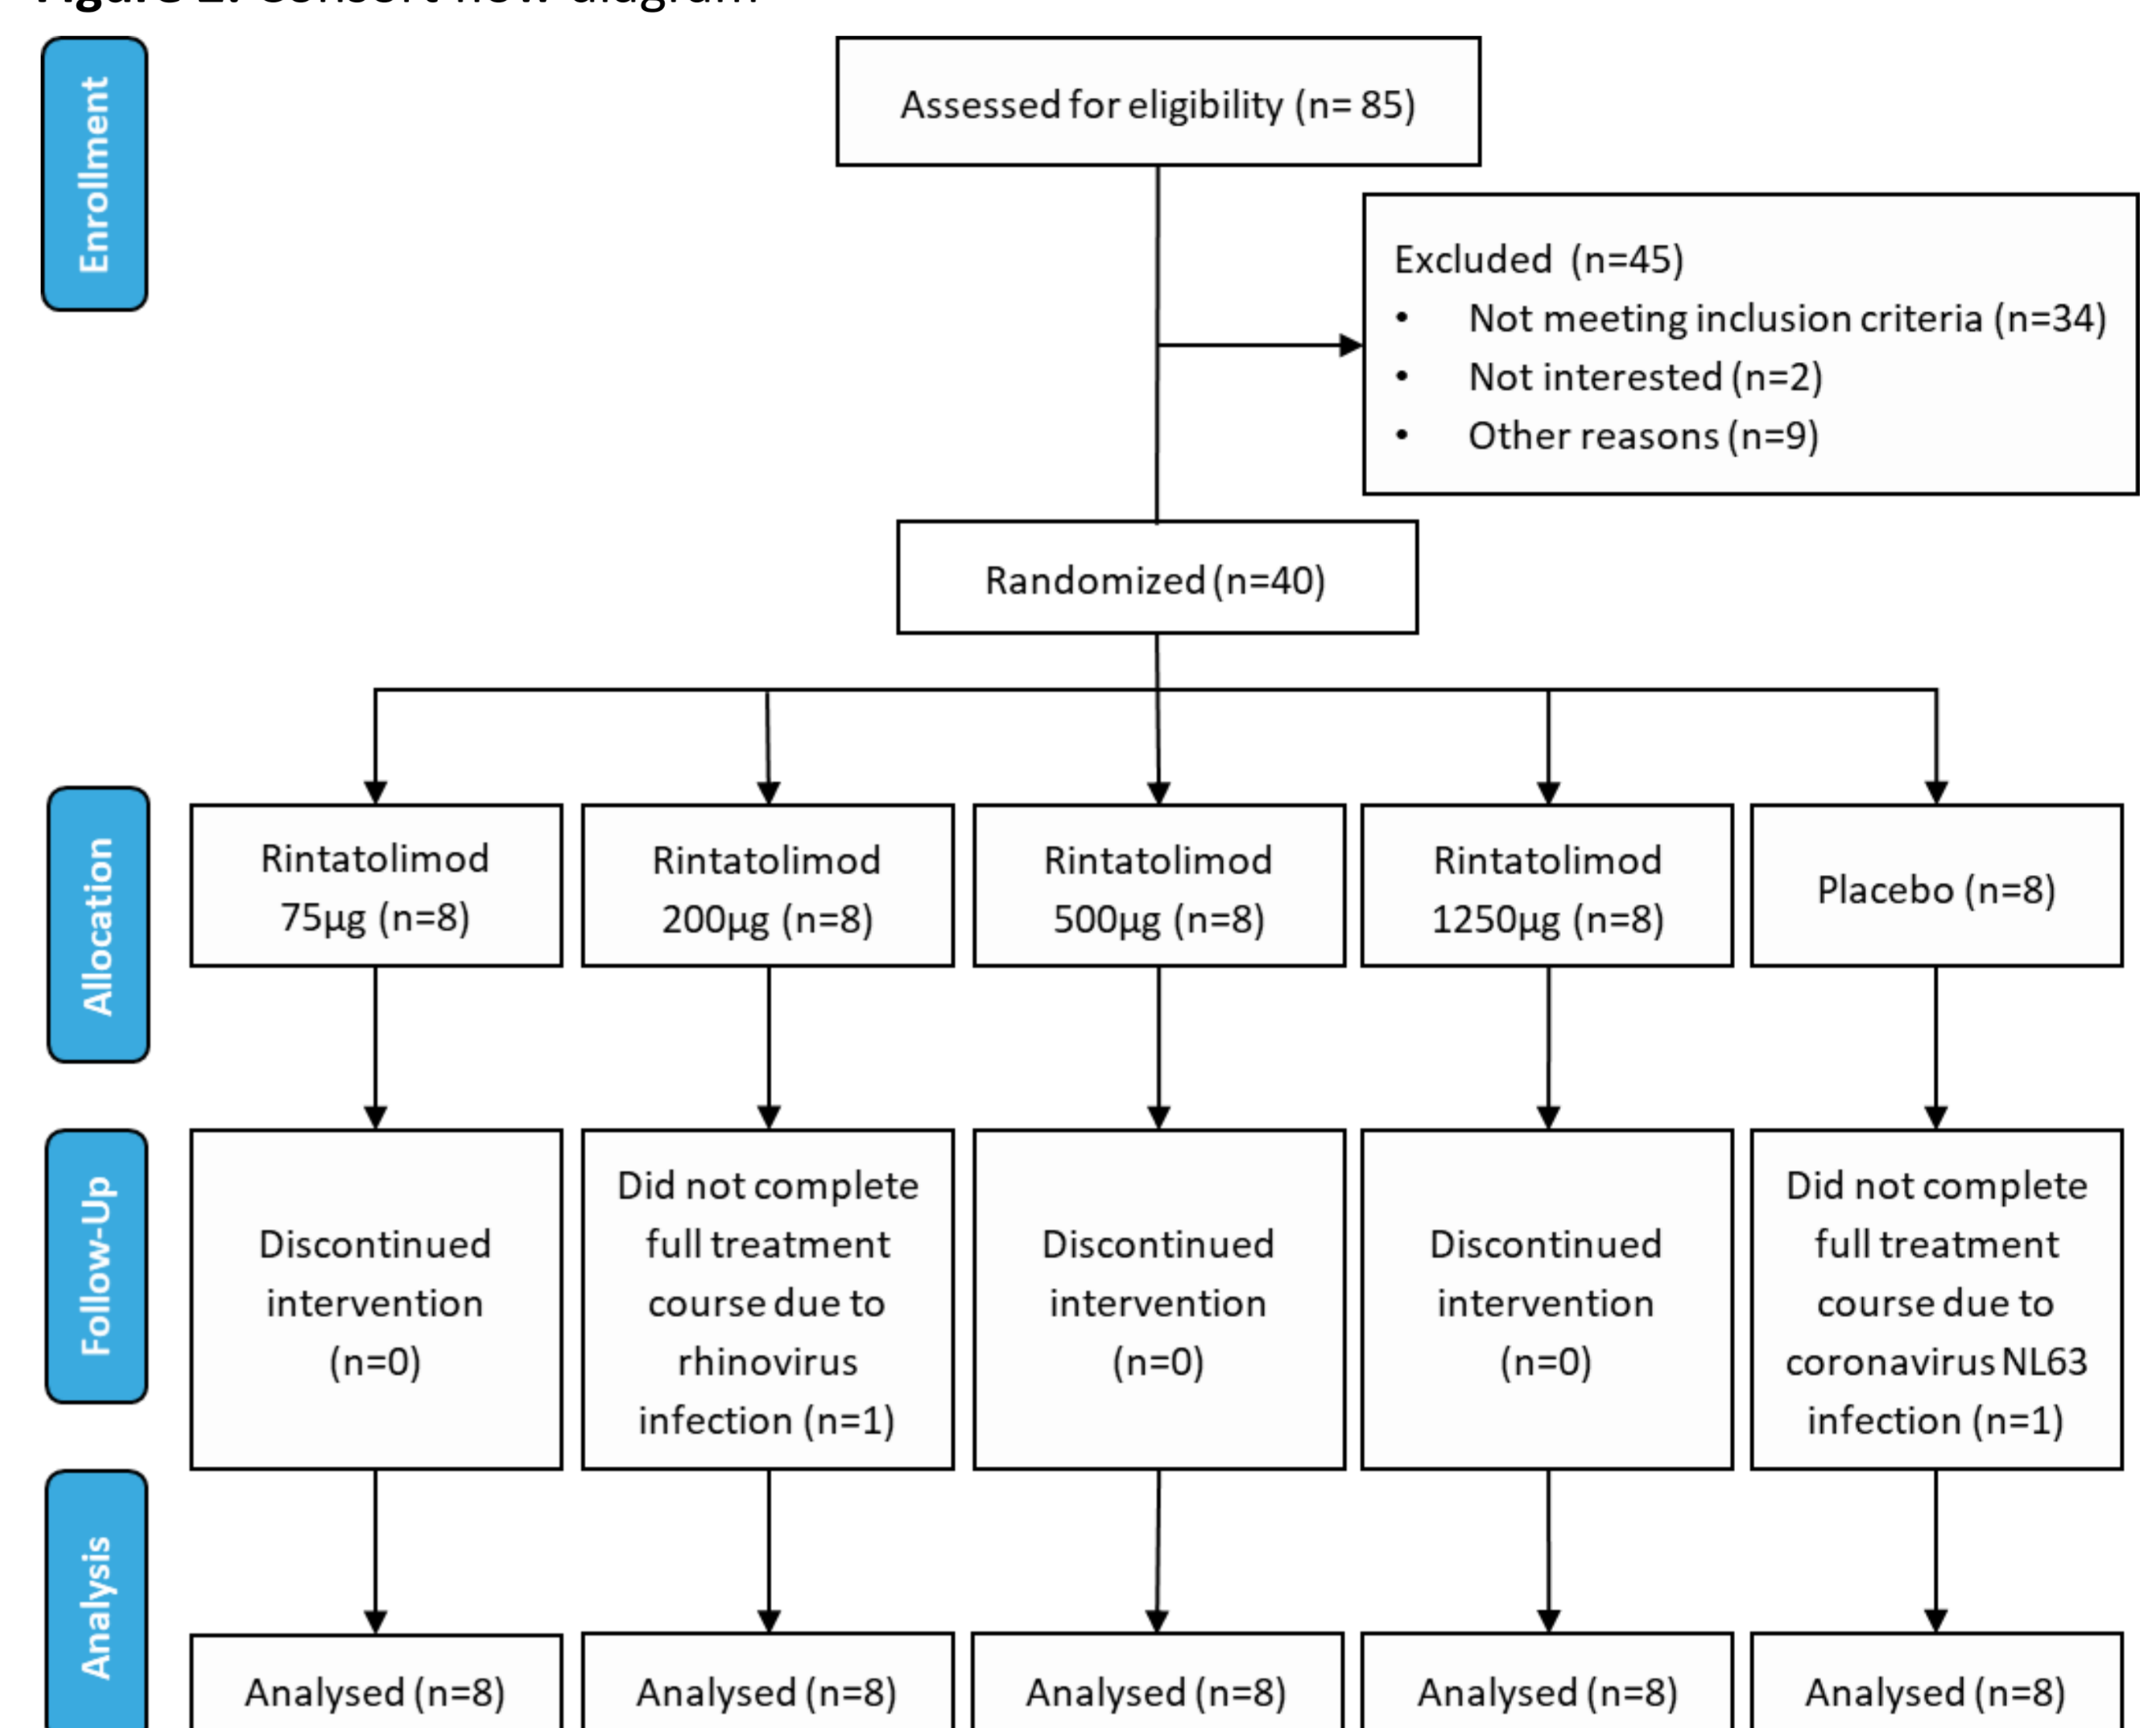 Enrollment
Assessed for eligibility (n= 85)
Excluded (n=45)
• Not meeting inclusion criteria (n=34)
• Not interested (n=2)
• Other reasons (n=9)
Randomized (n=40)
Allocation
Rintatolimod
75µg (n=8)
Rintatolimod
200µg (n=8)
Rintatolimod
500µg (n=8)
Rintatolimod
1250µg (n=8)
Placebo (n=8)
Follow-Up
Discontinued
intervention
(n=0)
Did not complete
full treatment
course due to
rhinovirus
infection (n=1)
Discontinued
intervention
(n=0)
Discontinued
intervention
(n=0)
Did not complete
full treatment
course due to
coronavirus NL63
infection (n=1)
Analysis
Analysed (n=8)
Analysed (n=8)
Analysed (n=8)
Analysed (n=8)
Analysed (n=8)